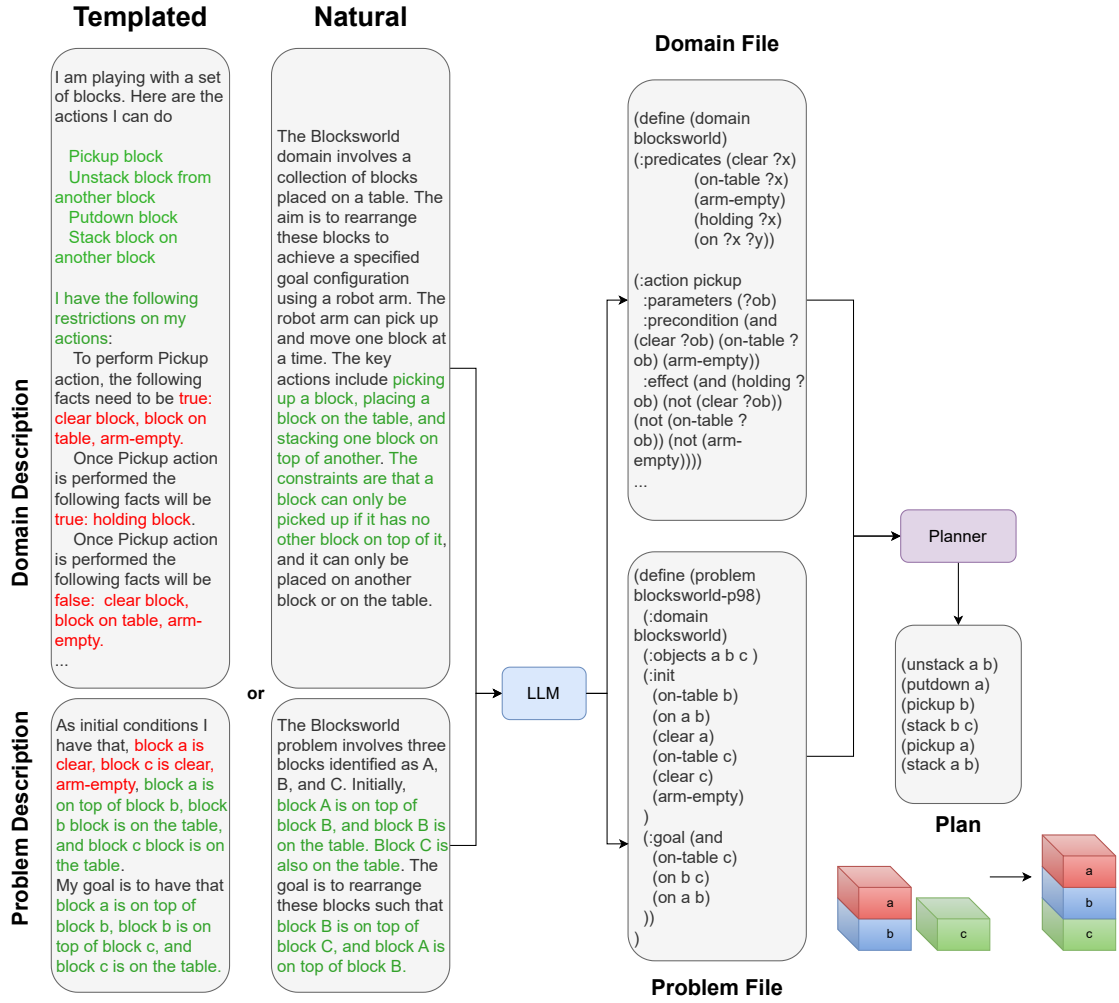 Templated
Natural
Domain Description
I am playing with a set
of blocks. Here are the
actions I can do
Pickup block
Unstack block from
another block
Putdown block
Stack block on
another block
I have the following
restrictions on my
actions:
To perform Pickup
action, the following
facts need to be true:
clear block, block on
table, arm-empty.
Once Pickup action
is performed the
following facts will be
true: holding block.
Once Pickup action
is performed the
following facts will be
false: clear block,
block on table, arm-
empty.
...
The Blocksworld
domain involves a
collection of blocks
placed on a table. The
aim is to rearrange
these blocks to
achieve a specified
goal configuration
using a robot arm. The
robot arm can pick up
and move one block at
a time. The key
actions include picking
up a block, placing a
block on the table, and
stacking one block on
top of another. The
constraints are that a
block can only be
picked up if it has no
other block on top of it,
and it can only be
placed on another
block or on the table.
or
Problem Description
As initial conditions I
have that, block a is
clear, block c is clear,
arm-empty, block a is
on top of block b, block
b block is on the table,
and block c block is on
the table.
My goal is to have that
block a is on top of
block b, block b is on
top of block c, and
block c is on the table.
The Blocksworld
problem involves three
blocks identified as A,
B, and C. Initially,
block A is on top of
block B, and block B is
on the table. Block C is
also on the table. The
goal is to rearrange
these blocks such that
block B is on top of
block C, and block A is
on top of block B.
LLM
Domain File
(define (domain
blocksworld)
(:predicates (clear ?x)
(on-table ?x)
(arm-empty)
(holding ?x)
(on ?x ?y))
(:action pickup
:parameters (?ob)
:precondition (and
(clear ?ob) (on-table ?
ob) (arm-empty))
:effect (and (holding ?
ob) (not (clear ?ob))
(not (on-table ?
ob)) (not (arm-
empty))))
...
(define (problem
blocksworld-p98)
(:domain
blocksworld)
(:objects a b c )
(:init
(on-table b)
(on a b)
(clear a)
(on-table c)
(clear c)
(arm-empty)
)
(:goal (and
(on-table c)
(on b c)
(on a b)
))
)
Problem File
Planner
(unstack a b)
(putdown a)
(pickup b)
(stack b c)
(pickup a)
(stack a b)
Plan
a
b
c
a
b
c